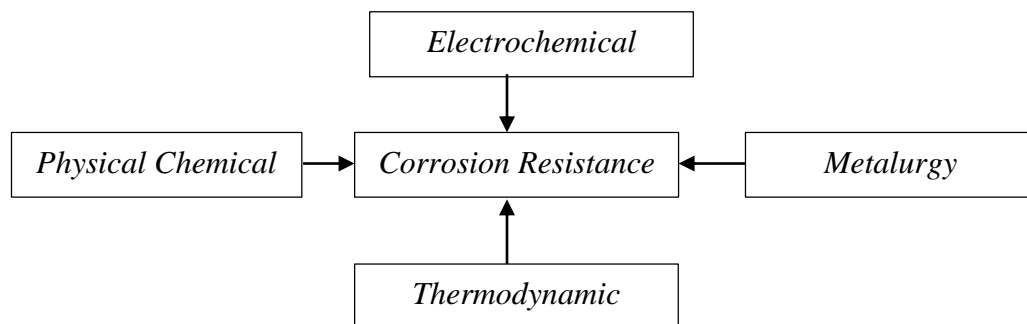 Electrochemical
Physical Chemical
Corrosion Resistance
Metalurgy
Thermodynamic